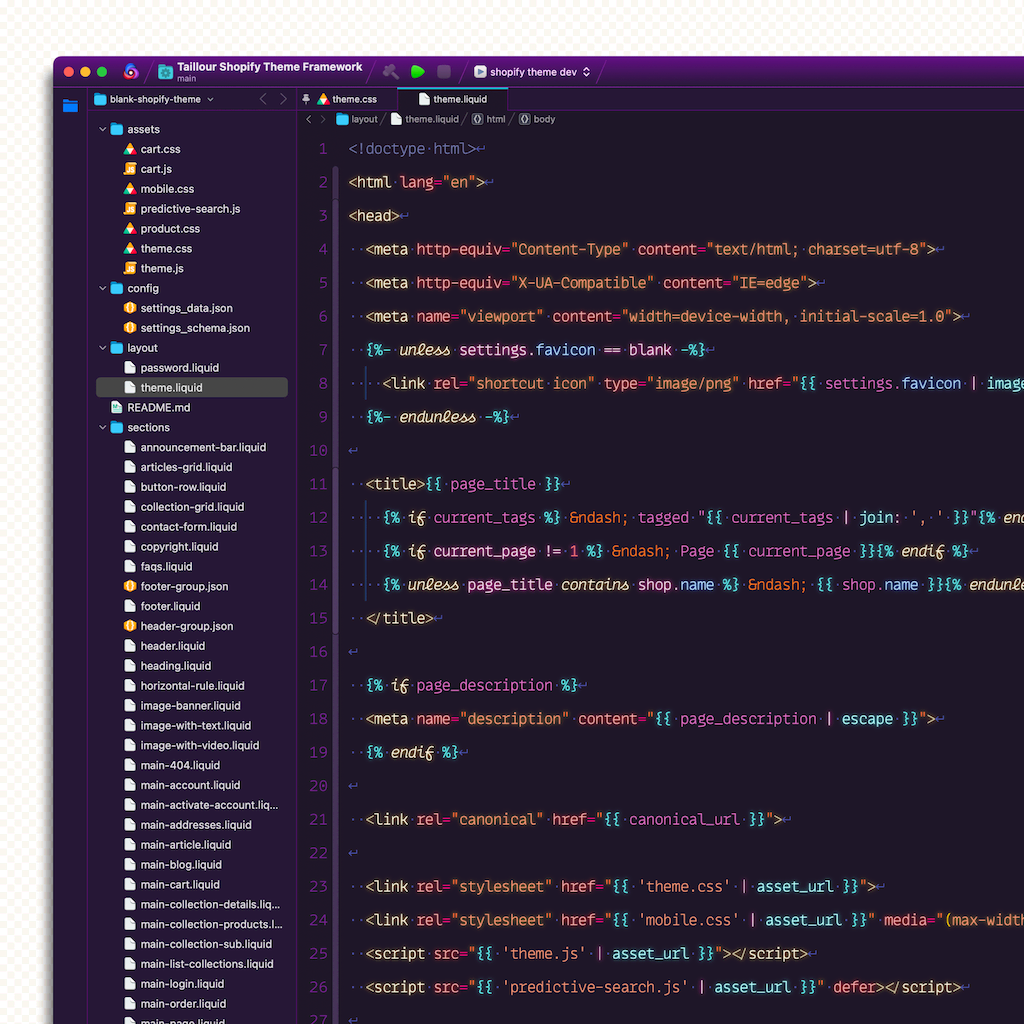 Taillour Shopify Theme Framework
main
shopify theme dev
blank-shopify-theme
theme.css
theme.liquid
layout
theme.liquid
html
body
assets
cart.css
cart.js
mobile.css
predictive-search.js
product.css
theme.css
theme.js
config
settings_data.json
settings_schema.json
layout
password.liquid
theme.liquid
README.md
sections
announcement-bar.liquid
articles-grid.liquid
button-row.liquid
collection-grid.liquid
contact-form.liquid
copyright.liquid
faqs.liquid
footer-group.json
footer.liquid
header-group.json
header.liquid
heading.liquid
horizontal-rule.liquid
image-banner.liquid
image-with-text.liquid
image-with-video.liquid
main-404.liquid
main-account.liquid
main-activate-account.liq...
main-addresses.liquid
main-article.liquid
main-blog.liquid
main-cart.liquid
main-collection-details.liq...
main-collection-products.l...
main-collection-sub.liquid
main-list-collections.liquid
main-login.liquid
main-order.liquid
main-page.liquid
1 <!doctype html>
2 <html lang="en">
3 <head>
4 <meta http-equiv="Content-Type" content="text/html; charset=utf-8">
5 <meta http-equiv="X-UA-Compatible" content="IE=edge">
6 <meta name="viewport" content="width=device-width, initial-scale=1.0">
7 {%- unless settings.favicon == blank -%}
8 <link rel="shortcut icon" type="image/png" href="{{ settings.favicon | image
9 {%- endunless -%}
10
11 <title>{{ page_title }}
12 {% if current_tags %} &ndash; tagged "{{ current_tags | join: ', ' }}"{% en
13 {% if current_page != 1 %} &ndash; Page {{ current_page }}{% endif %}
14 {% unless page_title contains shop.name %} &ndash; {{ shop.name }}{% endunle
15 </title>
16
17 {% if page_description %}
18 <meta name="description" content="{{ page_description | escape }}">
19 {% endif %}
20
21 <link rel="canonical" href="{{ canonical_url }}">
22
23 <link rel="stylesheet" href="{{ 'theme.css' | asset_url }}">
24 <link rel="stylesheet" href="{{ 'mobile.css' | asset_url }}" media="(max-width
25 <script src="{{ 'theme.js' | asset_url }}"></script>
26 <script src="{{ 'predictive-search.js' | asset_url }}" defer></script>
27